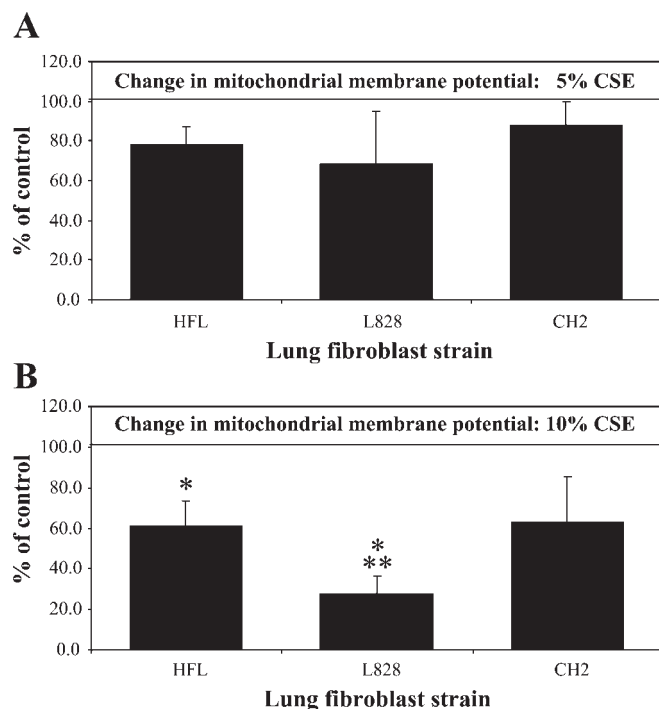 A
120.0
Change in mitochondrial membrane potential: 5% CSE
100.0
80.0
60.0
40.0
20.0
0.0
% of control
HFL L828 CH2
Lung fibroblast strain
B
120.0
Change in mitochondrial membrane potential: 10% CSE
100.0
80.0
60.0
40.0
20.0
0.0
% of control
*
*
**
HFL L828 CH2
Lung fibroblast strain